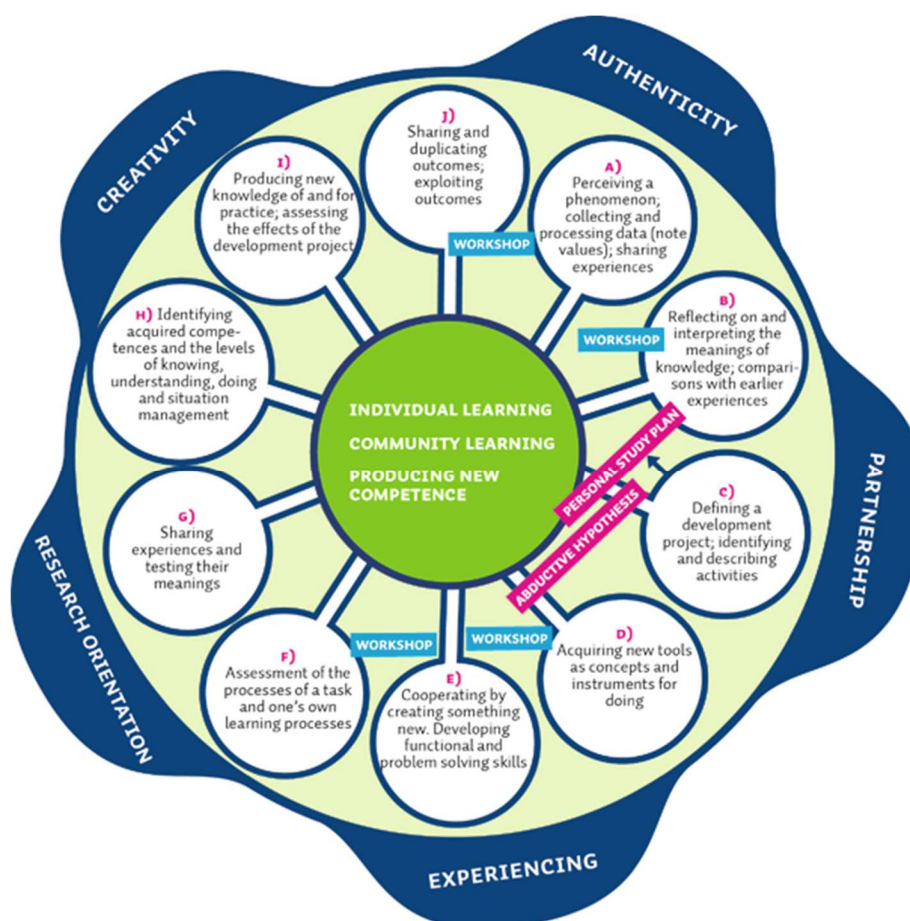 AUTHENTICITY
CREATIVITY
PARTNERSHIP
RESEARCH ORIENTATION
EXPERIENCING
J)
Sharing and
duplicating
outcomes;
exploiting
outcomes
WORKSHOP
A)
Perceiving a
phenomenon;
collecting and
processing data (note
values); sharing
experiences
WORKSHOP
B)
Reflecting on and
interpreting the
meanings of
knowledge; compari-
sons with earlier
experiences
PERSONAL STUDY PLAN
ABDUCTIVE HYPOTHESIS
C)
Defining a
development
project; identifying
and describing
activities
D)
Acquiring new tools
as concepts and
instruments for
doing
WORKSHOP
E)
Cooperating by
creating something
new. Developing
functional and
problem solving skills
WORKSHOP
F)
Assessment of the
processes of a task
and one's own
learning processes
G)
Sharing
experiences and
testing their
meanings
H) Identifying
acquired compe-
tences and the levels
of knowing,
understanding, doing
and situation
management
I)
Producing new
knowledge of and for
practice; assessing
the effects of the
development project
INDIVIDUAL LEARNING
COMMUNITY LEARNING
PRODUCING NEW
COMPETENCE